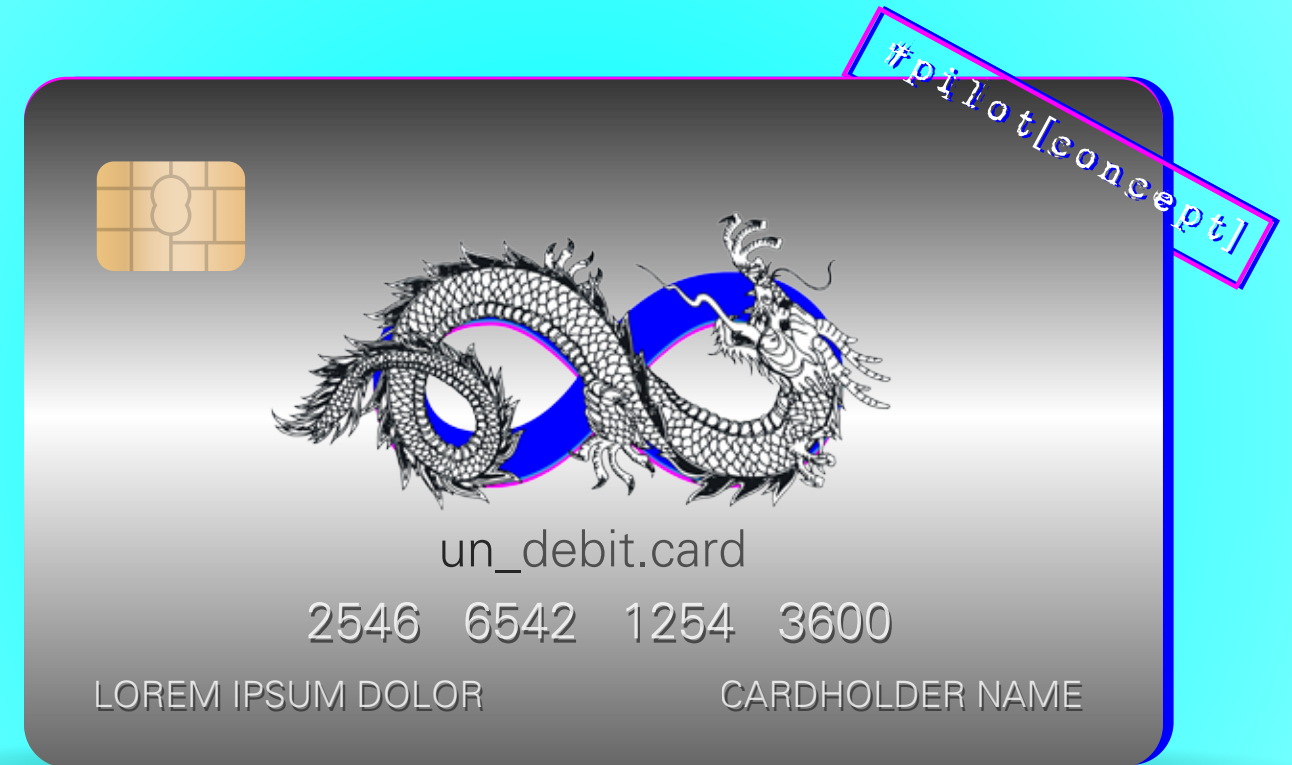 #pilot[concept]
un_debit.card
2546 6542 1254 3600
LOREM IPSUM DOLOR
CARDHOLDER NAME